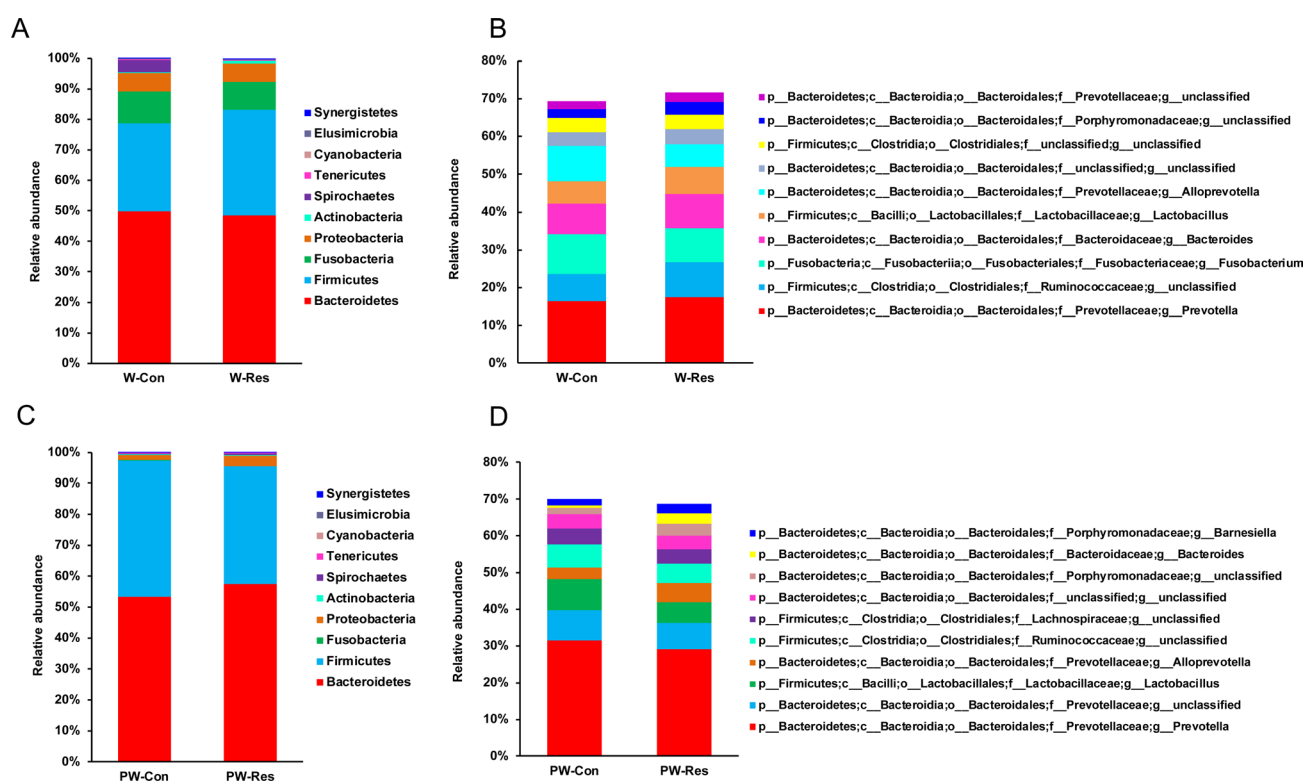 A
Relative abundance
100%
90%
80%
70%
60%
50%
40%
30%
20%
10%
0%
W-Con
W-Res
Synergistetes
Elusimicrobia
Cyanobacteria
Tenericutes
Spirochaetes
Actinobacteria
Proteobacteria
Fusobacteria
Firmicutes
Bacteroidetes
B
Relative abundance
80%
70%
60%
50%
40%
30%
20%
10%
0%
W-Con
W-Res
p__Bacteroidetes;c__Bacteroidia;o__Bacteroidales;f__Prevotellaceae;g__unclassified
p__Bacteroidetes;c__Bacteroidia;o__Bacteroidales;f__Porphyromonadaceae;g__unclassified
p__Firmicutes;c__Clostridia;o__Clostridiales;f__unclassified;g__unclassified
p__Bacteroidetes;c__Bacteroidia;o__Bacteroidales;f__unclassified;g__unclassified
p__Bacteroidetes;c__Bacteroidia;o__Bacteroidales;f__Prevotellaceae;g__Alloprevotella
p__Firmicutes;c__Bacilli;o__Lactobacillales;f__Lactobacillaceae;g__Lactobacillus
p__Bacteroidetes;c__Bacteroidia;o__Bacteroidales;f__Bacteroidaceae;g__Bacteroides
p__Fusobacteria;c__Fusobacteriia;o__Fusobacteriales;f__Fusobacteriaceae;g__Fusobacterium
p__Firmicutes;c__Clostridia;o__Clostridiales;f__Ruminococcaceae;g__unclassified
p__Bacteroidetes;c__Bacteroidia;o__Bacteroidales;f__Prevotellaceae;g__Prevotella
C
Relative abundance
100%
90%
80%
70%
60%
50%
40%
30%
20%
10%
0%
PW-Con
PW-Res
Synergistetes
Elusimicrobia
Cyanobacteria
Tenericutes
Spirochaetes
Actinobacteria
Proteobacteria
Fusobacteria
Firmicutes
Bacteroidetes
D
Relative abundance
80%
70%
60%
50%
40%
30%
20%
10%
0%
PW-Con
PW-Res
p__Bacteroidetes;c__Bacteroidia;o__Bacteroidales;f__Porphyromonadaceae;g__Barnesiella
p__Bacteroidetes;c__Bacteroidia;o__Bacteroidales;f__Bacteroidaceae;g__Bacteroides
p__Bacteroidetes;c__Bacteroidia;o__Bacteroidales;f__Porphyromonadaceae;g__unclassified
p__Bacteroidetes;c__Bacteroidia;o__Bacteroidales;f__unclassified;g__unclassified
p__Firmicutes;c__Clostridia;o__Clostridiales;f__Lachnospiraceae;g__unclassified
p__Firmicutes;c__Clostridia;o__Clostridiales;f__Ruminococcaceae;g__unclassified
p__Bacteroidetes;c__Bacteroidia;o__Bacteroidales;f__Prevotellaceae;g__Alloprevotella
p__Firmicutes;c__Bacilli;o__Lactobacillales;f__Lactobacillaceae;g__Lactobacillus
p__Bacteroidetes;c__Bacteroidia;o__Bacteroidales;f__Prevotellaceae;g__unclassified
p__Bacteroidetes;c__Bacteroidia;o__Bacteroidales;f__Prevotellaceae;g__Prevotella